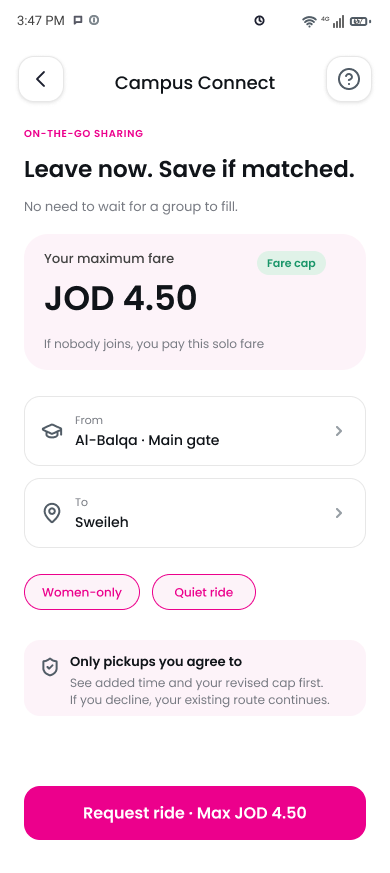 3:47 PM
4G
Campus Connect
ON-THE-GO SHARING
Leave now. Save if matched.
No need to wait for a group to fill.
Your maximum fare
Fare cap
JOD 4.50
If nobody joins, you pay this solo fare
From
Al-Balqa · Main gate
To
Sweileh
Women-only
Quiet ride
Only pickups you agree to
See added time and your revised cap first.
If you decline, your existing route continues.
Request ride · Max JOD 4.50